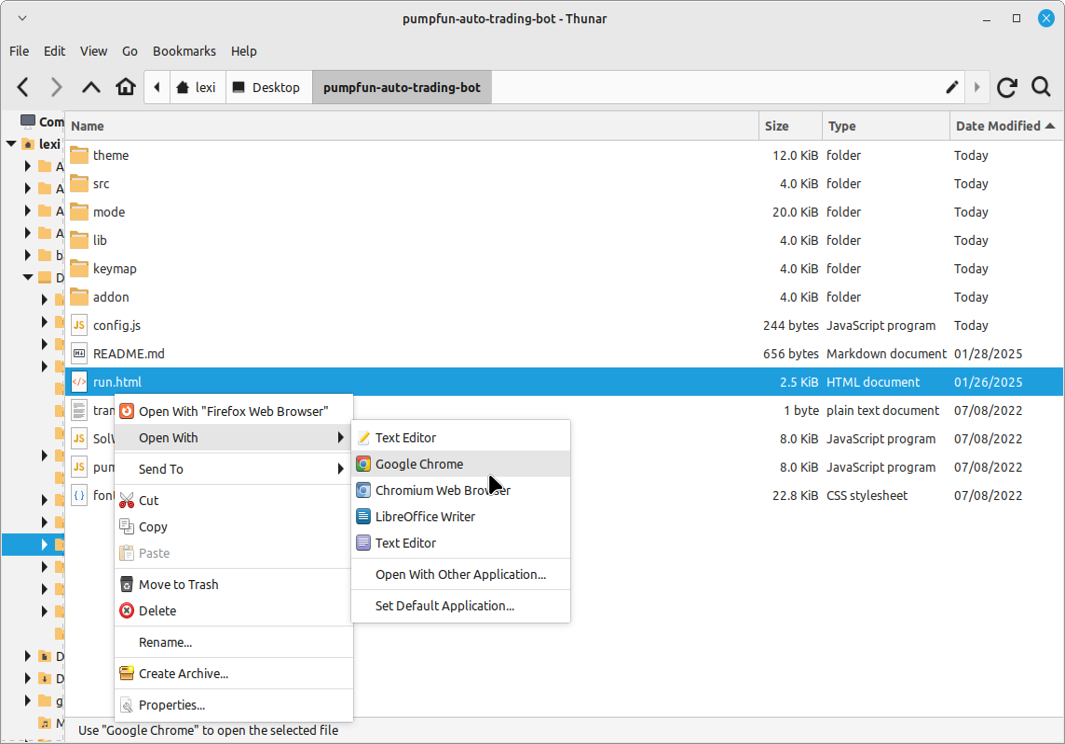 pumpfun-auto-trading-bot - Thunar
File Edit View Go Bookmarks Help
lexi Desktop pumpfun-auto-trading-bot
Com
lexi
A
A
A
A
b
D
D
D
g
M
Name Size Type Date Modified
theme 12.0 KiB folder Today
src 4.0 KiB folder Today
mode 20.0 KiB folder Today
lib 4.0 KiB folder Today
keymap 4.0 KiB folder Today
addon 4.0 KiB folder Today
JS config.js 244 bytes JavaScript program Today
README.md 656 bytes Markdown document 01/28/2025
run.html 2.5 KiB HTML document 01/26/2025
tran 1 byte plain text document 07/08/2022
JS Sol 8.0 KiB JavaScript program 07/08/2022
JS pum 8.0 KiB JavaScript program 07/08/2022
font 22.8 KiB CSS stylesheet 07/08/2022
Open With "Firefox Web Browser"
Open With
Send To
Cut
Copy
Paste
Move to Trash
Delete
Rename...
Create Archive...
Properties...
Text Editor
Google Chrome
Chromium Web Browser
LibreOffice Writer
Text Editor
Open With Other Application...
Set Default Application...
Use "Google Chrome" to open the selected file